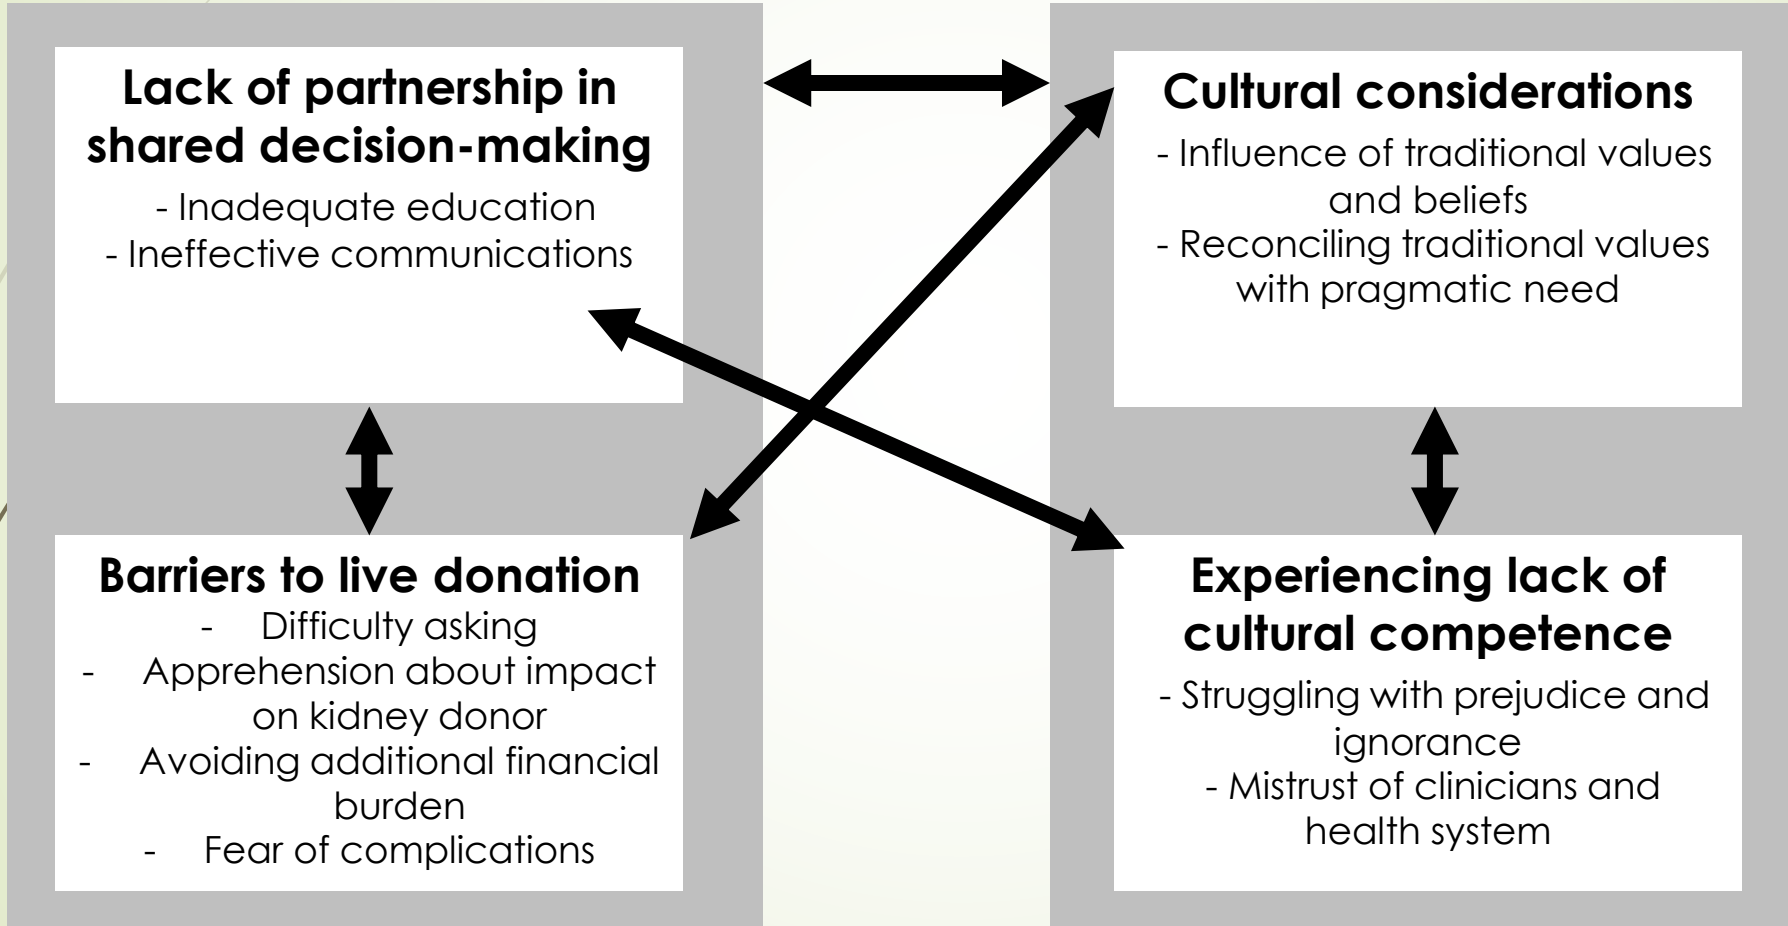 Lack of partnership in
shared decision-making
- Inadequate education
- Ineffective communications
Cultural considerations
- Influence of traditional values
and beliefs
- Reconciling traditional values
with pragmatic need
Barriers to live donation
- Difficulty asking
- Apprehension about impact
on kidney donor
- Avoiding additional financial
burden
- Fear of complications
Experiencing lack of
cultural competence
- Struggling with prejudice and
ignorance
- Mistrust of clinicians and
health system